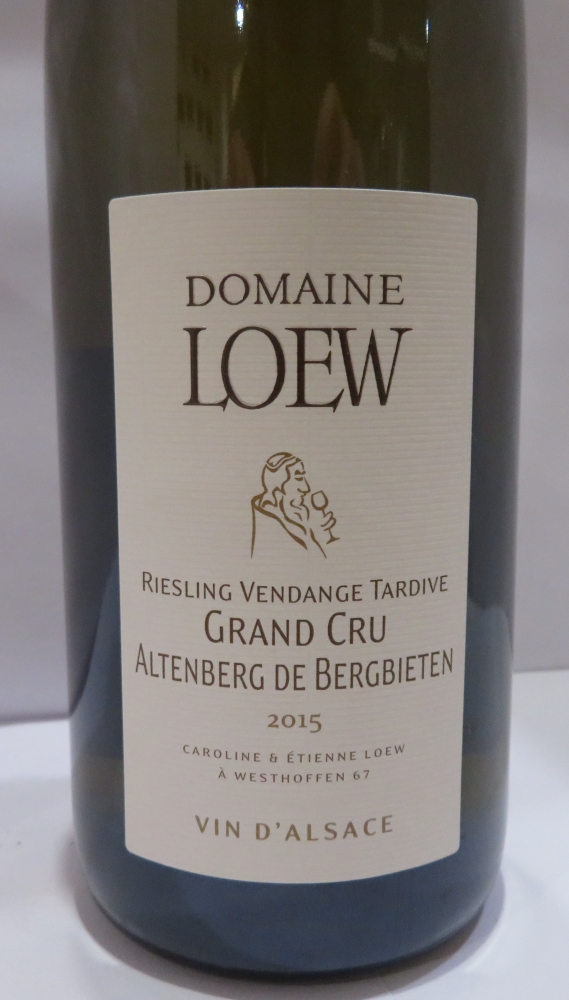 DOMAINE
LOEW
RIESLING VENDANGE TARDIVE
GRAND CRU
ALTENBERG DE BERGBIETEN
2015
CAROLINE & ÉTIENNE LOEW
À WESTHOFFEN 67
VIN D'ALSACE